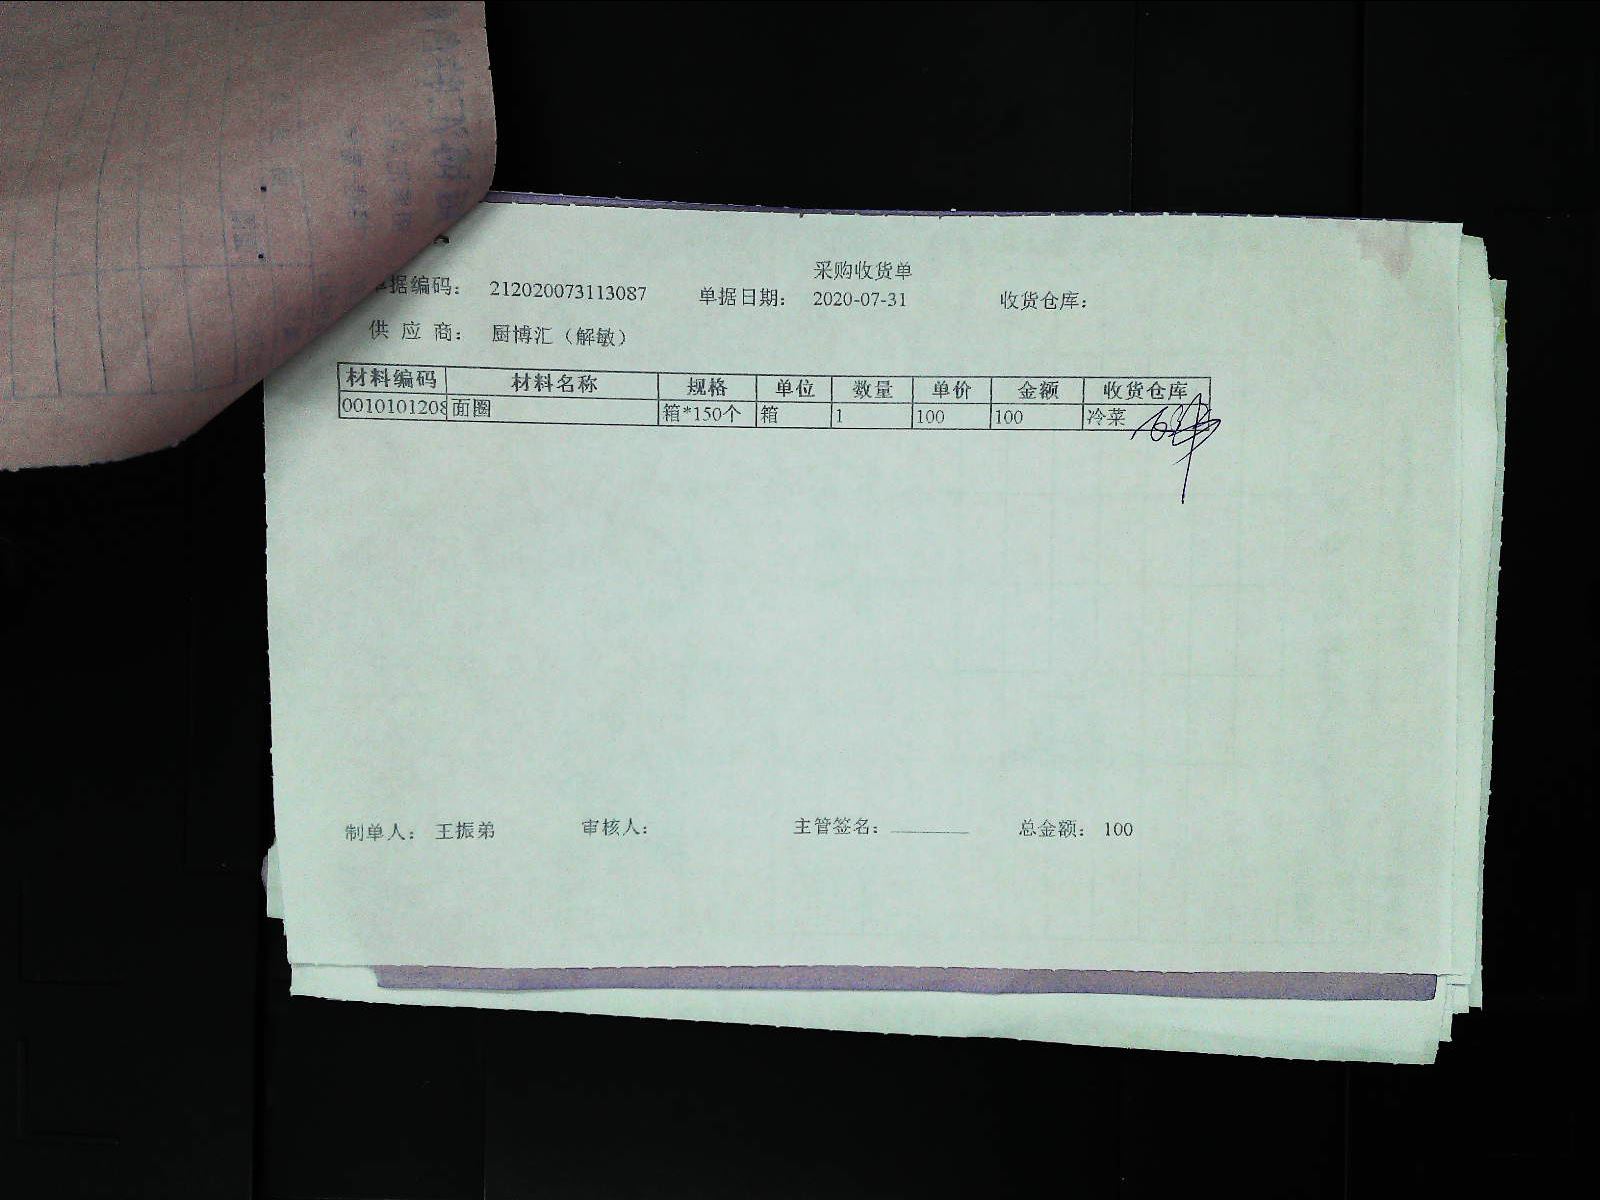 采购收货单
单据编码： 212020073113087 单据日期： 2020-07-31 收货仓库：
供 应 商： 厨博汇（解敏）
材料编码 材料名称 规格 单位 数量 单价 金额 收货仓库
0010101208 面圈 箱*150个 箱 1 100 100 冷菜
制单人： 王振弟 审核人： 主管签名： 总金额： 100